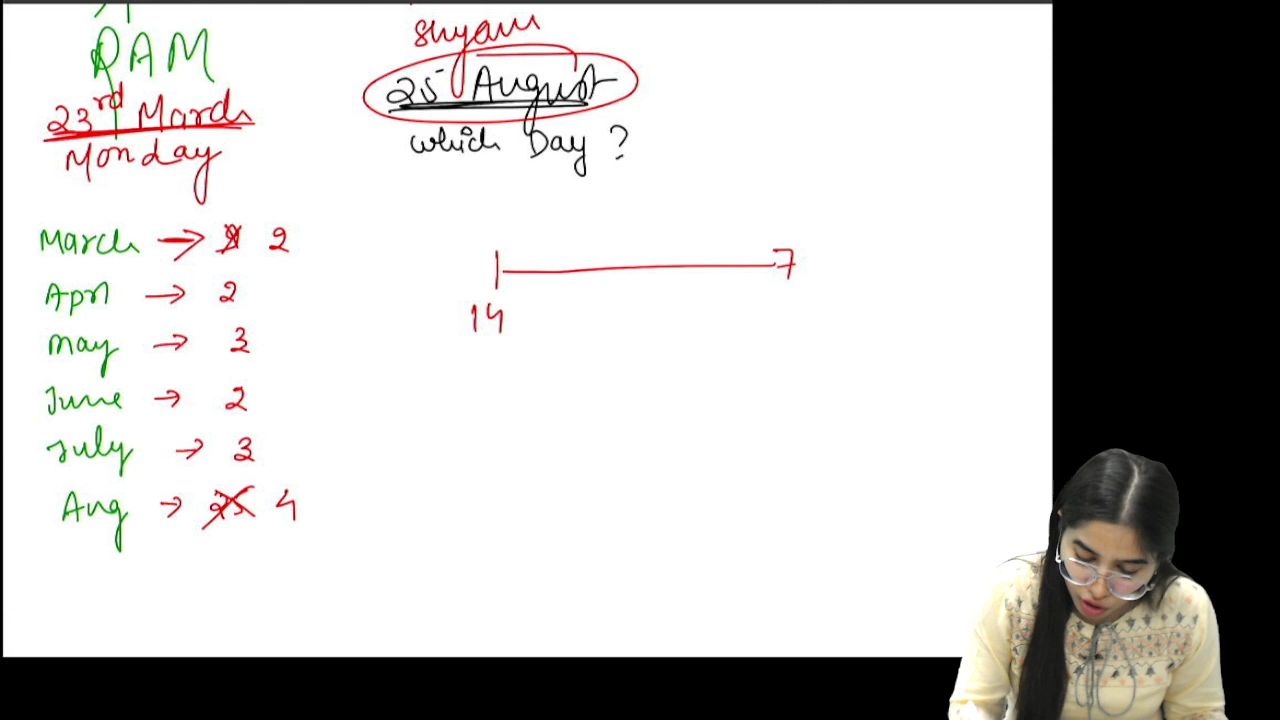 RAM
23rd March
Monday
Shyam
25 August
Which Day ?
March → 2
April → 2
May → 3
June → 2
July → 3
Aug → 25 4
7
14